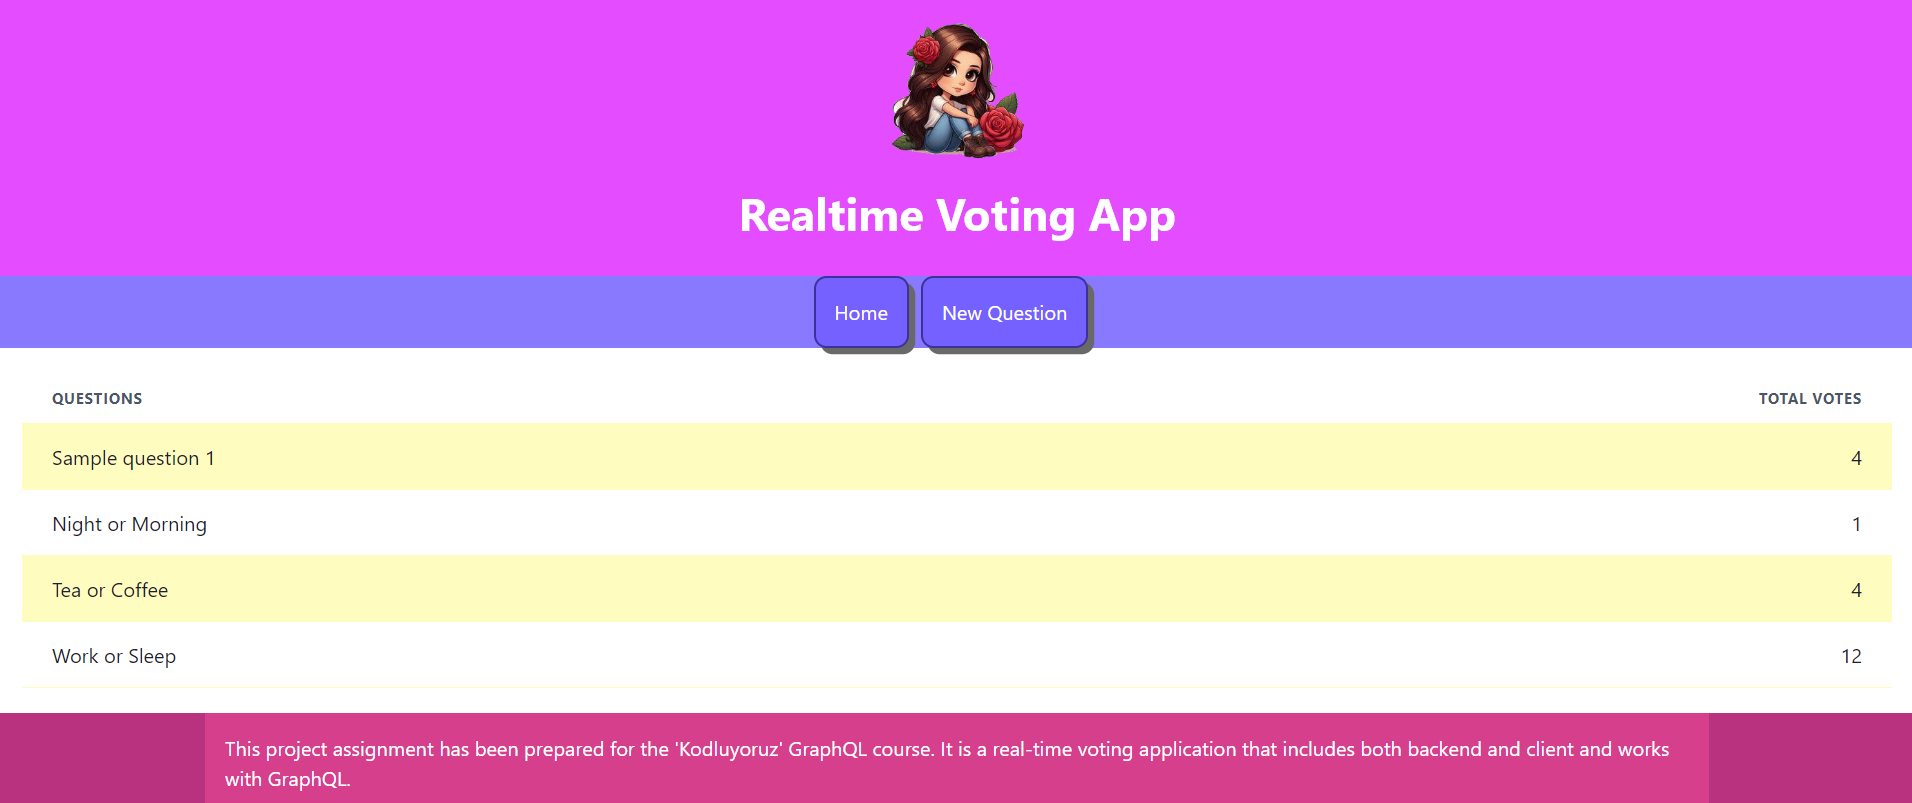 Realtime Voting App
Home New Question
QUESTIONS TOTAL VOTES
Sample question 1 4
Night or Morning 1
Tea or Coffee 4
Work or Sleep 12
This project assignment has been prepared for the 'Kodluyoruz' GraphQL course. It is a real-time voting application that includes both backend and client and works
with GraphQL.